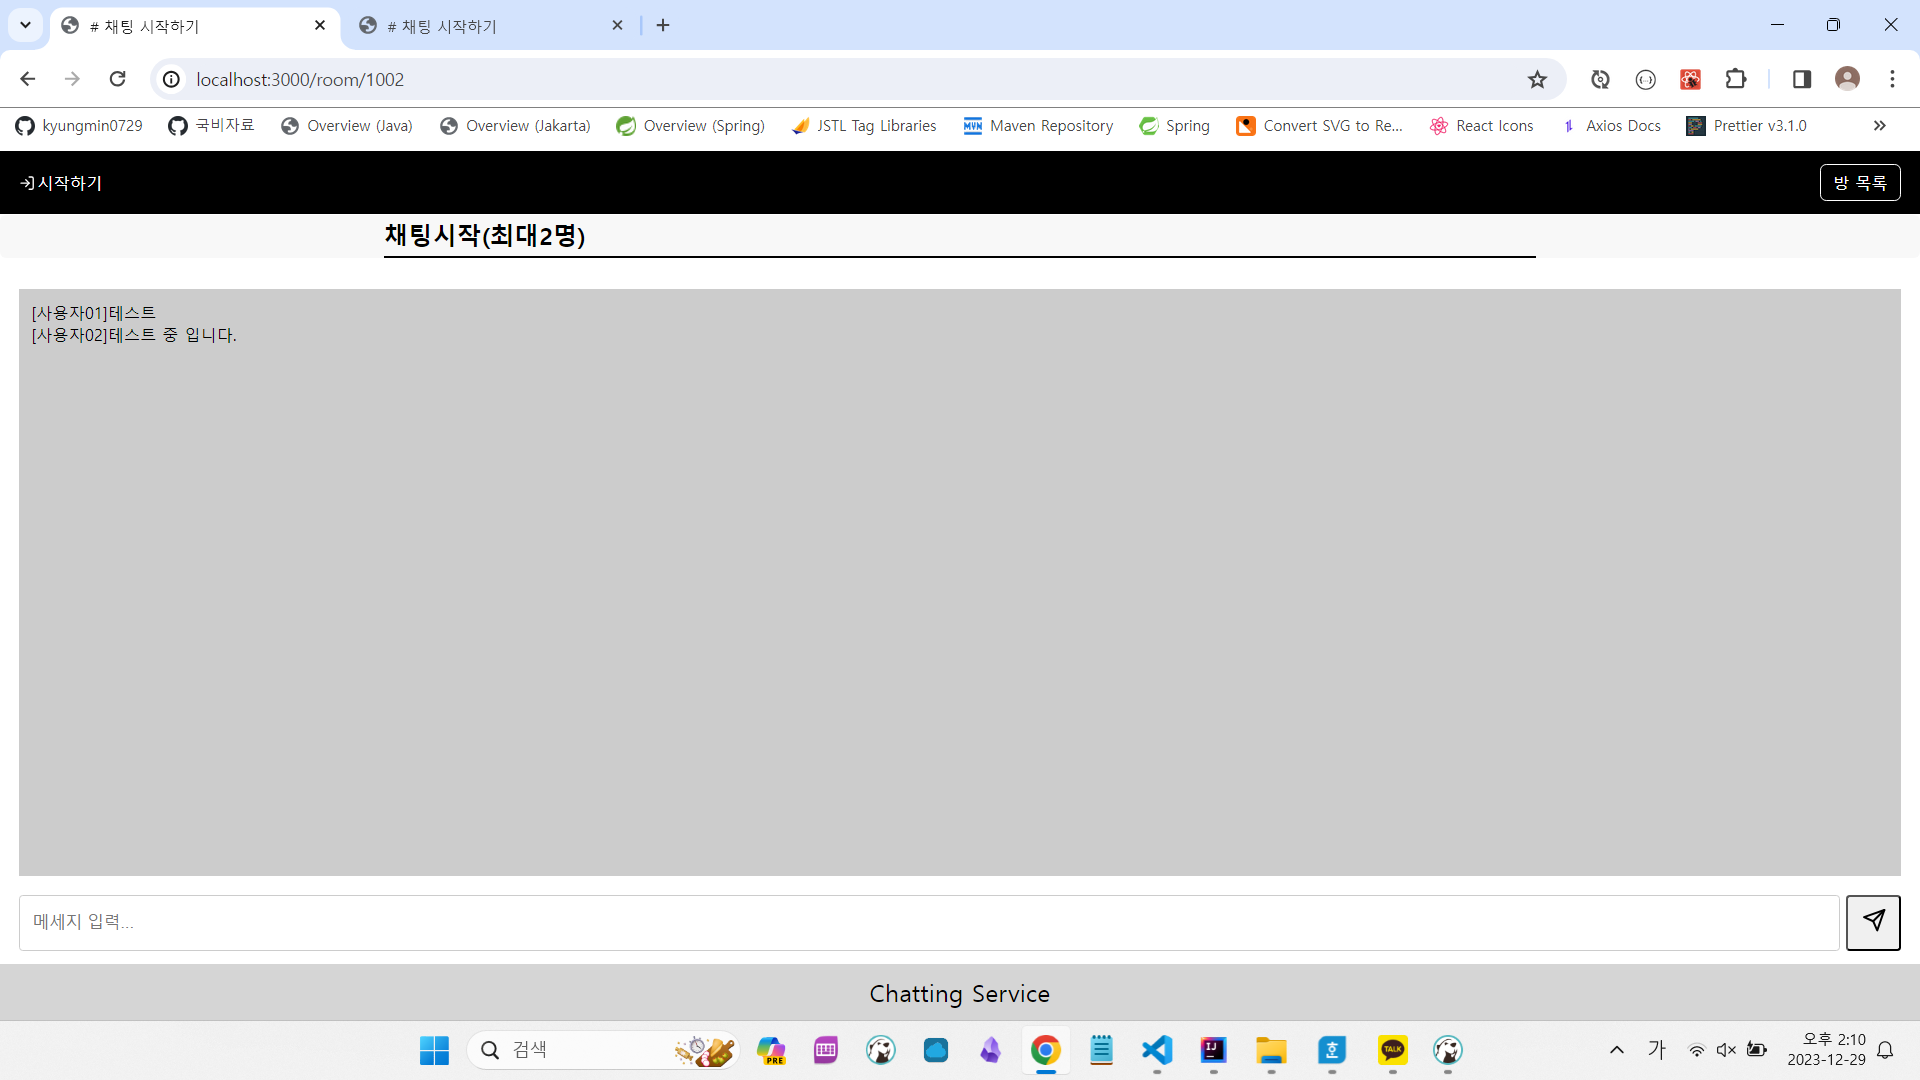 # 채팅 시작하기
# 채팅 시작하기
localhost:3000/room/1002
kyungmin0729
국비자료
Overview (Java)
Overview (Jakarta)
Overview (Spring)
JSTL Tag Libraries
MVN
Maven Repository
Spring
Convert SVG to Re...
React Icons
Axios Docs
Prettier v3.1.0
시작하기
방 목록
채팅시작(최대2명)
[사용자01]테스트
[사용자02]테스트 중 입니다.
메세지 입력...
Chatting Service
검색
PRE
IJ
호
TALK
가
오후 2:10
2023-12-29